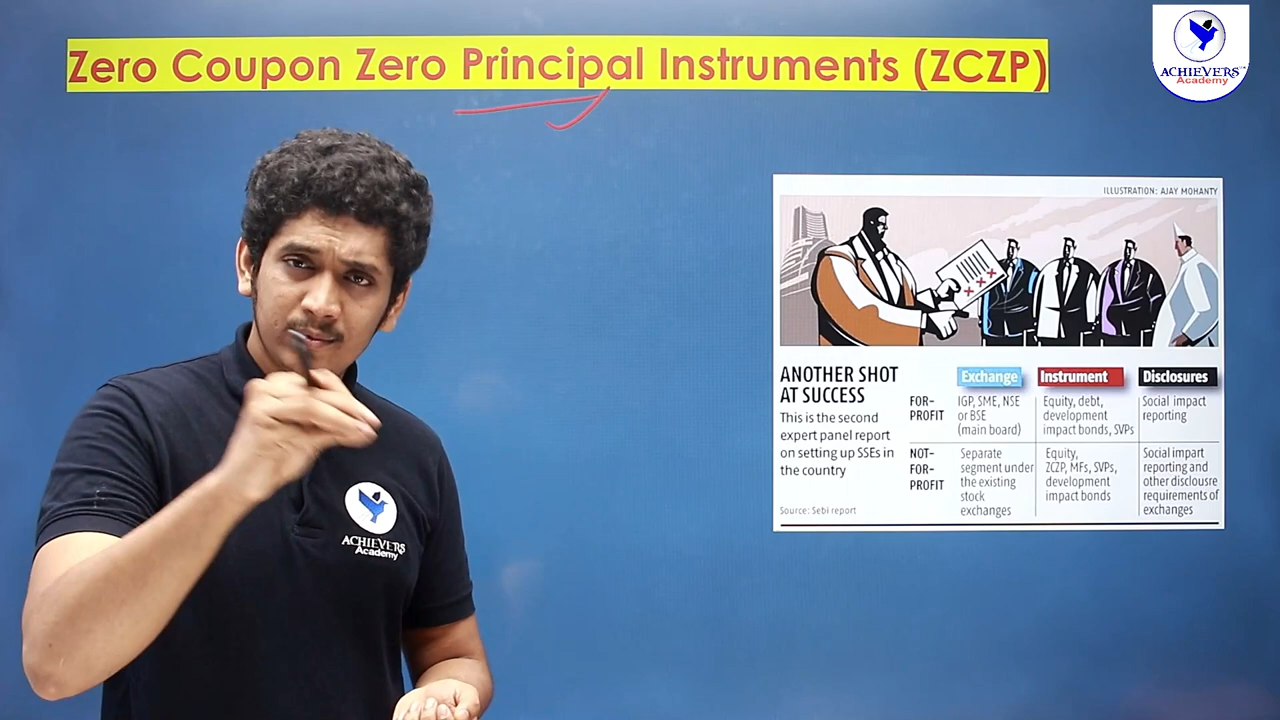 Zero Coupon Zero Principal Instruments (ZCZP)
ACHIEVERS
Academy
ILLUSTRATION: AJAY MOHANTY
ANOTHER SHOT
AT SUCCESS
This is the second
expert panel report
on setting up SSEs in
the country
Source: Sebi report
Exchange
Instrument
Disclosures
FOR-
PROFIT
IGP, SME, NSE
or BSE
(main board)
Equity, debt,
development
impact bonds, SVPs
Social impact
reporting
NOT-
FOR-
PROFIT
Separate
segment under
the existing
stock
exchanges
Equity,
ZCZP, MFs, SVPs,
development
impact bonds
Social impart
reporting and
other disclousre
requirements of
exchanges
ACHIEVERS
Academy